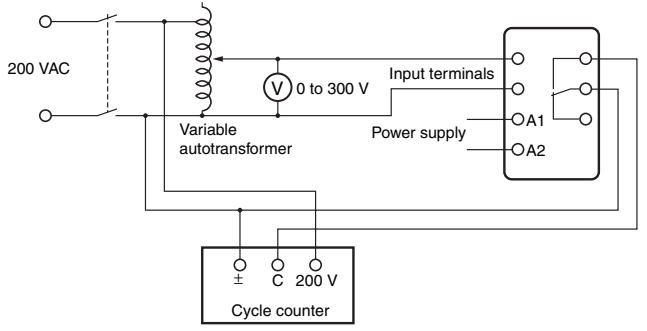 200 VAC
V
0 to 300 V
Input terminals
Variable
autotransformer
Power supply
A1
A2
±
C
200 V
Cycle counter